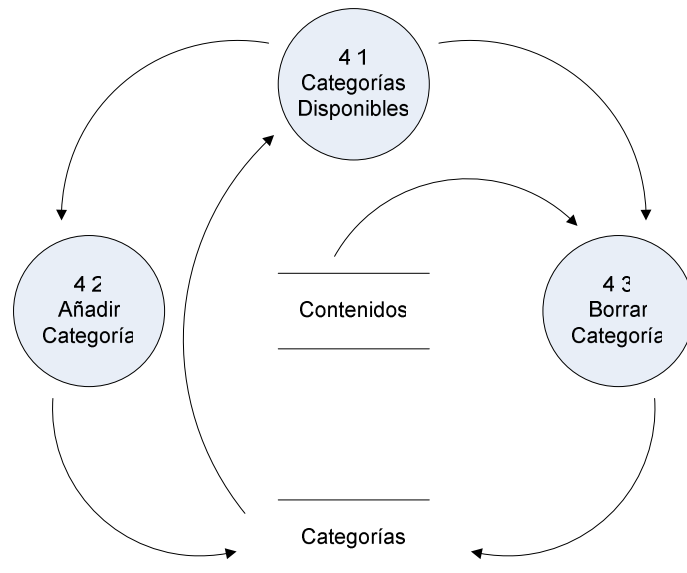 4 1
Categorías
Disponibles
4 2
Añadir
Categoría
Contenidos
4 3
Borrar
Categoría
Categorías